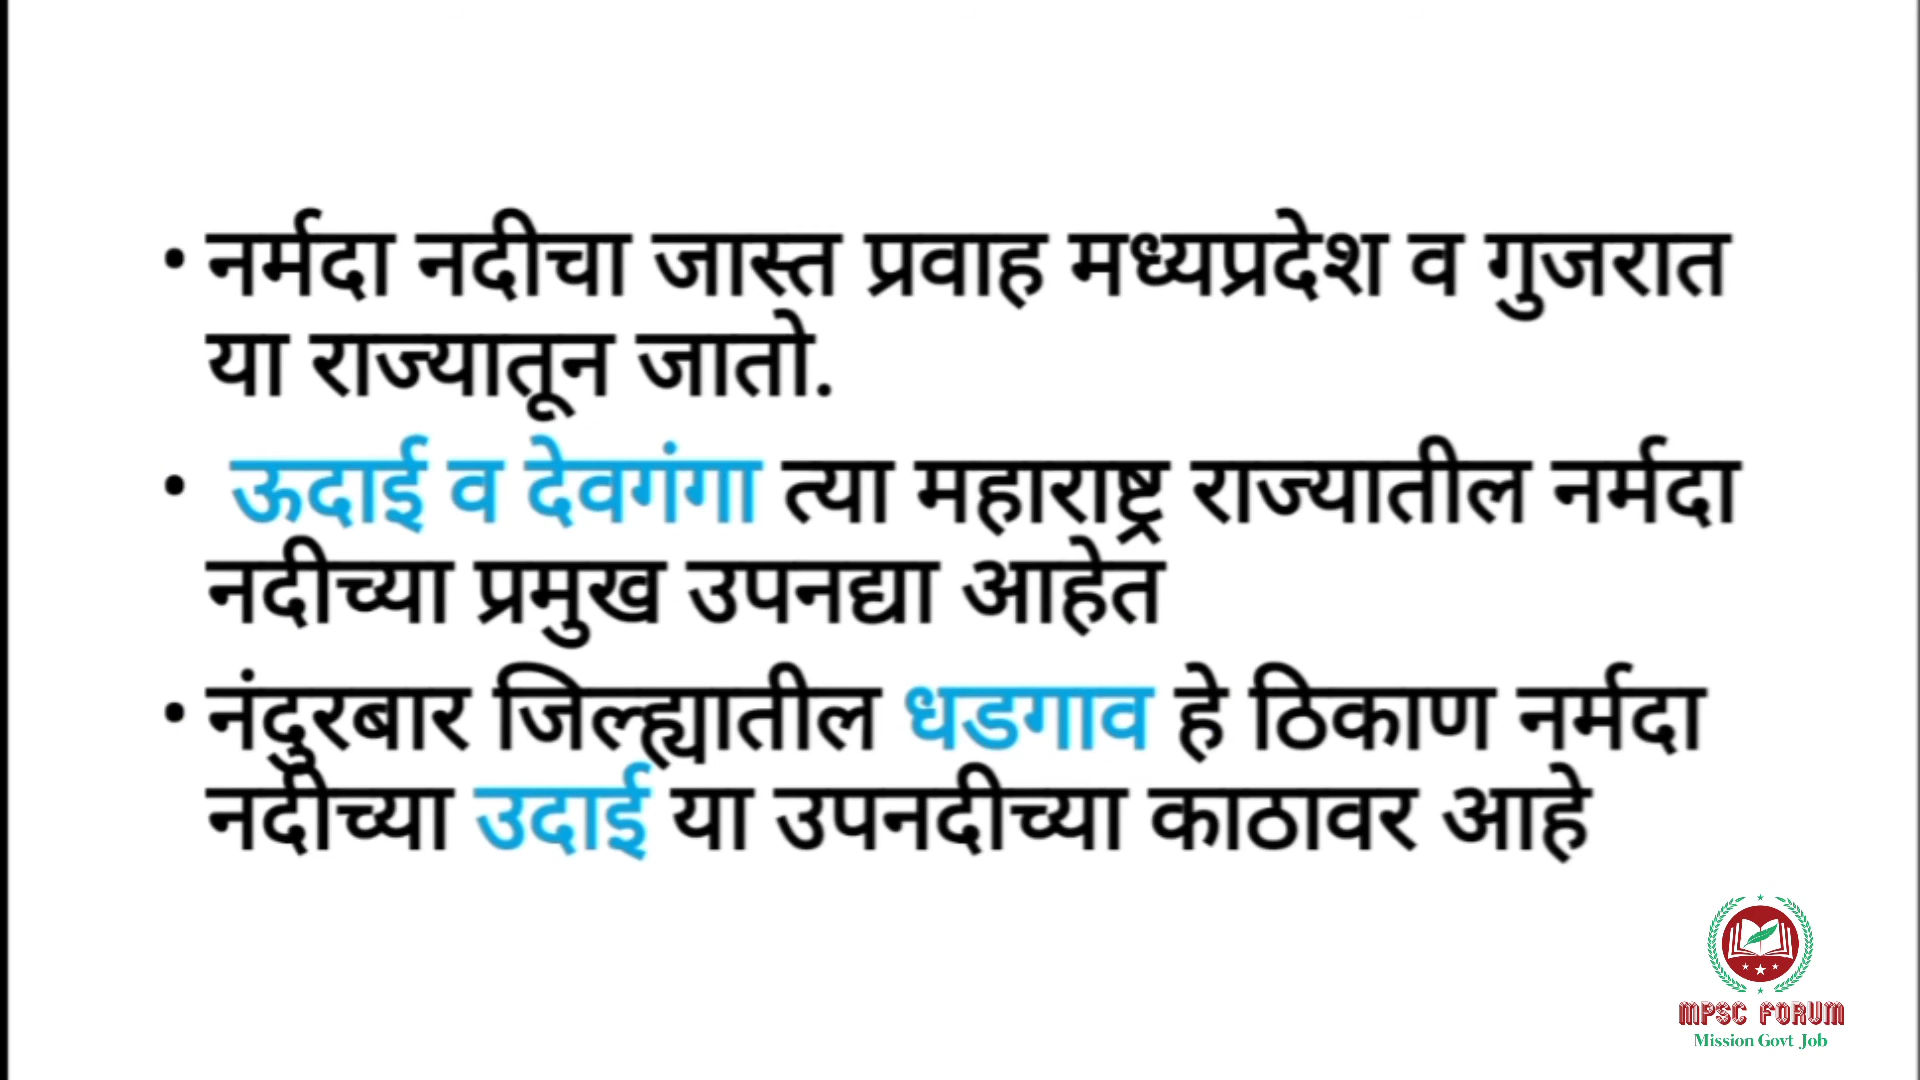 • नर्मदा नदीचा जास्त प्रवाह मध्यप्रदेश व गुजरात
या राज्यातून जातो.
• ऊदाई व देवगंगा त्या महाराष्ट्र राज्यातील नर्मदा
नदीच्या प्रमुख उपनद्या आहेत
• नंदुरबार जिल्ह्यातील धडगाव हे ठिकाण नर्मदा
नदीच्या उदाई या उपनदीच्या काठावर आहे
MPSC FORUM
Mission Govt Job